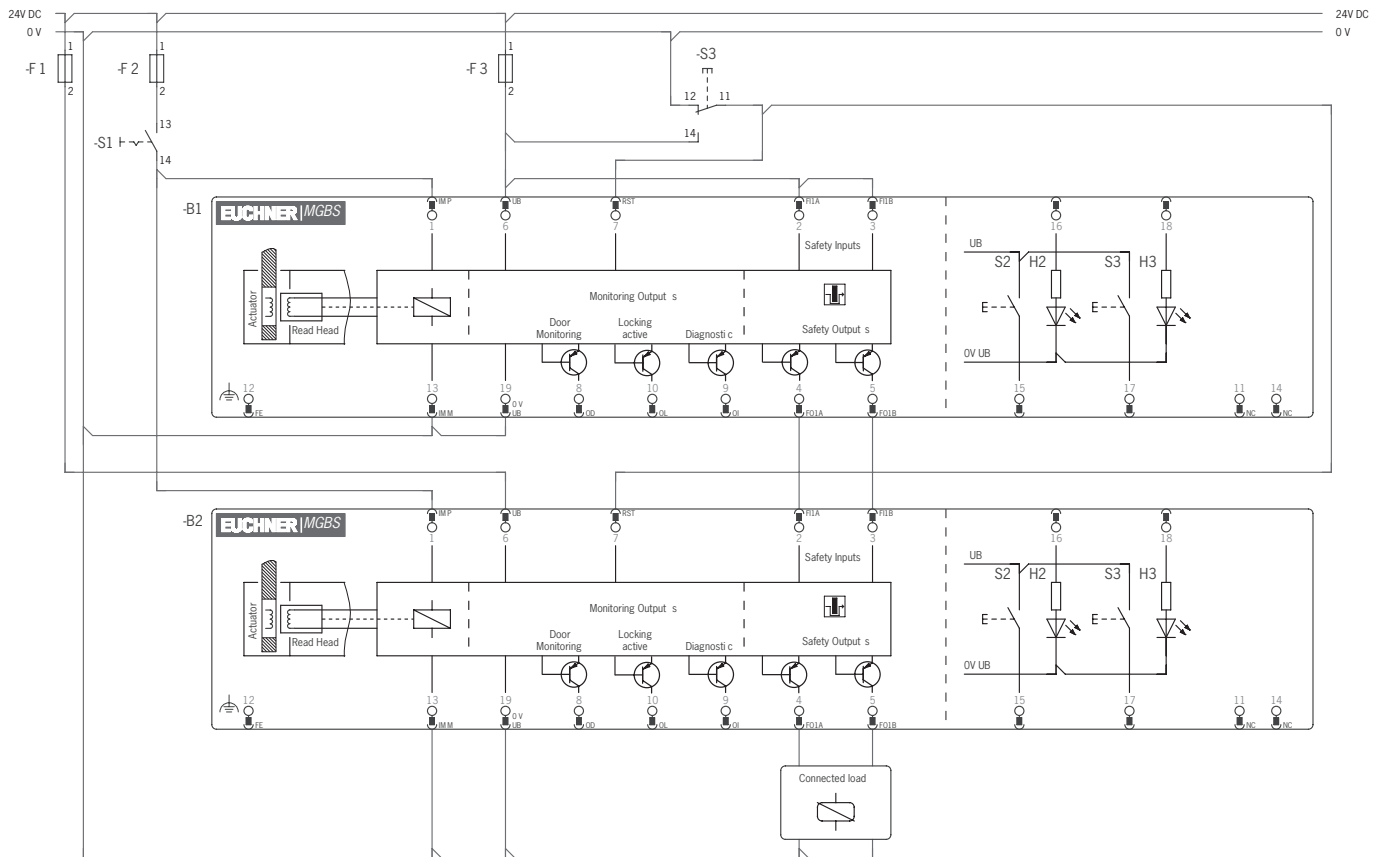 24V DC 24V DC
0 V 0 V
-F 1 1 2
-F 2 1 2
-F 3 1 2
-S3
12 11
14
-S1
13
14
-B1
EUCHNER MGBS
IMP UB RST FI1A FI1B
1 6 7 2 3 16 18
Safety Inputs
UB
S2 H2 S3 H3
Monitoring Output s
Actuator
Read Head
Door Monitoring
Locking active
Diagnosti c
Safety Output s
0V UB
12 13 19 8 10 9 4 5 15 17 11 14
FE IMM 0 V UB OD OL OI FO1A FO1B NC NC
-B2
EUCHNER MGBS
IMP UB RST FI1A FI1B
1 6 7 2 3 16 18
Safety Inputs
UB
S2 H2 S3 H3
Monitoring Output s
Actuator
Read Head
Door Monitoring
Locking active
Diagnosti c
Safety Output s
0V UB
12 13 19 8 10 9 4 5 15 17 11 14
FE IMM 0 V UB OD OL OI FO1A FO1B NC NC
Connected load